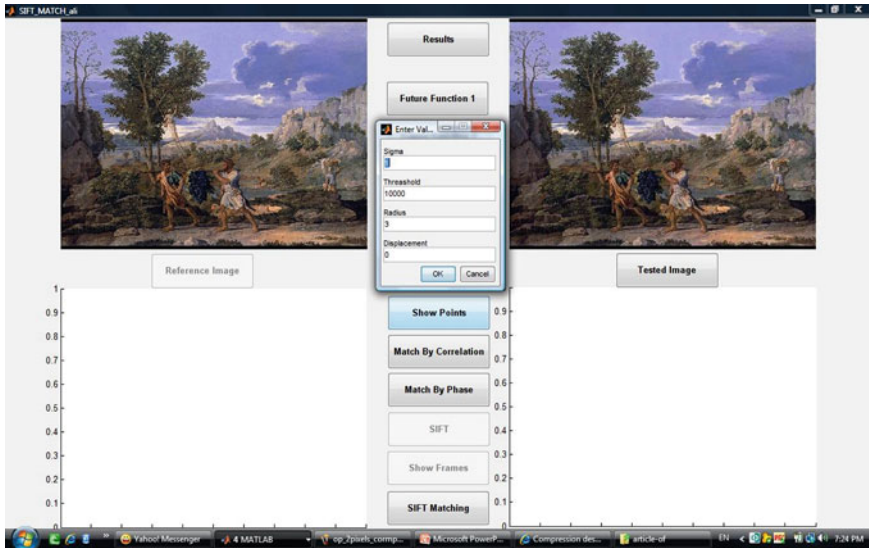 SIFT_MATCH_ali
Results
Future Function 1
Enter Val...
Sigma
Threashold
10000
Radius
3
Displacement
0
OK Cancel
Reference Image
Tested Image
Show Points
Match By Correlation
Match By Phase
SIFT
Show Frames
SIFT Matching
1
0.9
0.8
0.7
0.6
0.5
0.4
0.3
0.2
0.1
0
0.9
0.8
0.7
0.6
0.5
0.4
0.3
0.2
0.1
0
Yahoo! Messenger
4 MATLAB
op_2pixels_cormp...
Microsoft PowerP...
Compression des...
article-of
EN
7:24 PM